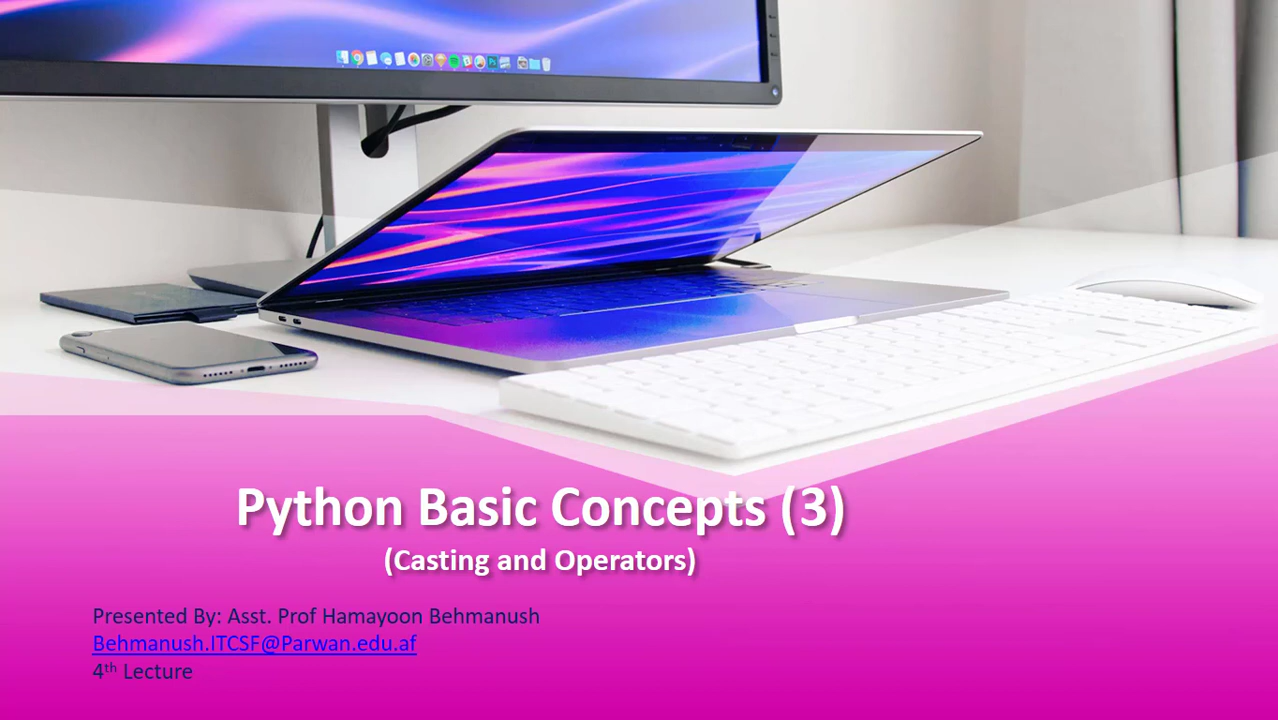 Python Basic Concepts (3)
(Casting and Operators)
Presented By: Asst. Prof Hamayoon Behmanush
Behmanush.ITCSF@Parwan.edu.af
4th Lecture